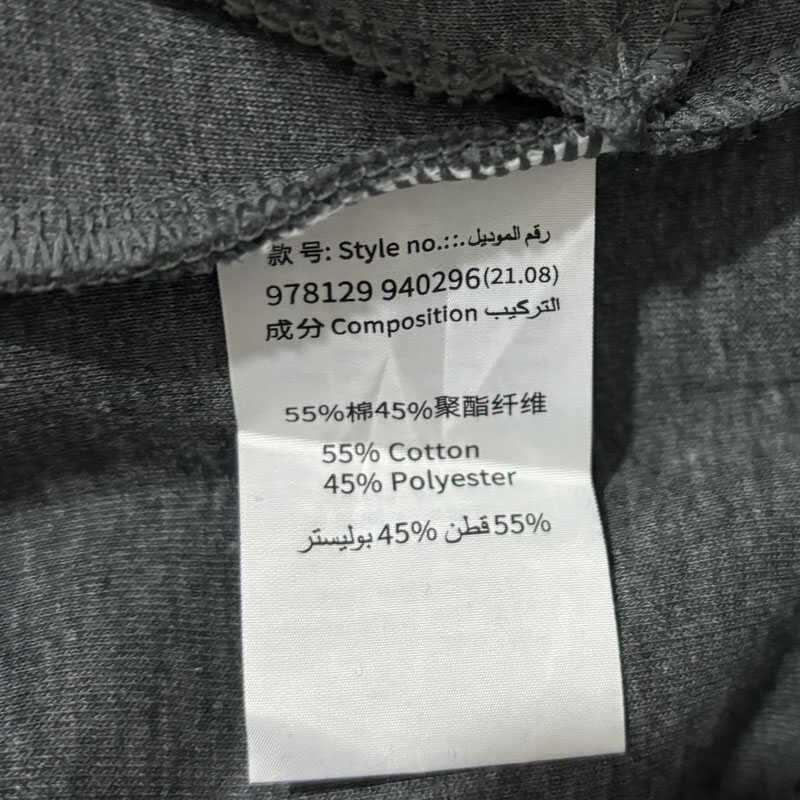 款号: Style no.::.رقم الموديل
978129 940296(21.08)
成分 Composition التركيب
55%棉45%聚酯纤维
55% Cotton
45% Polyester
55% قطن 45% بوليستر